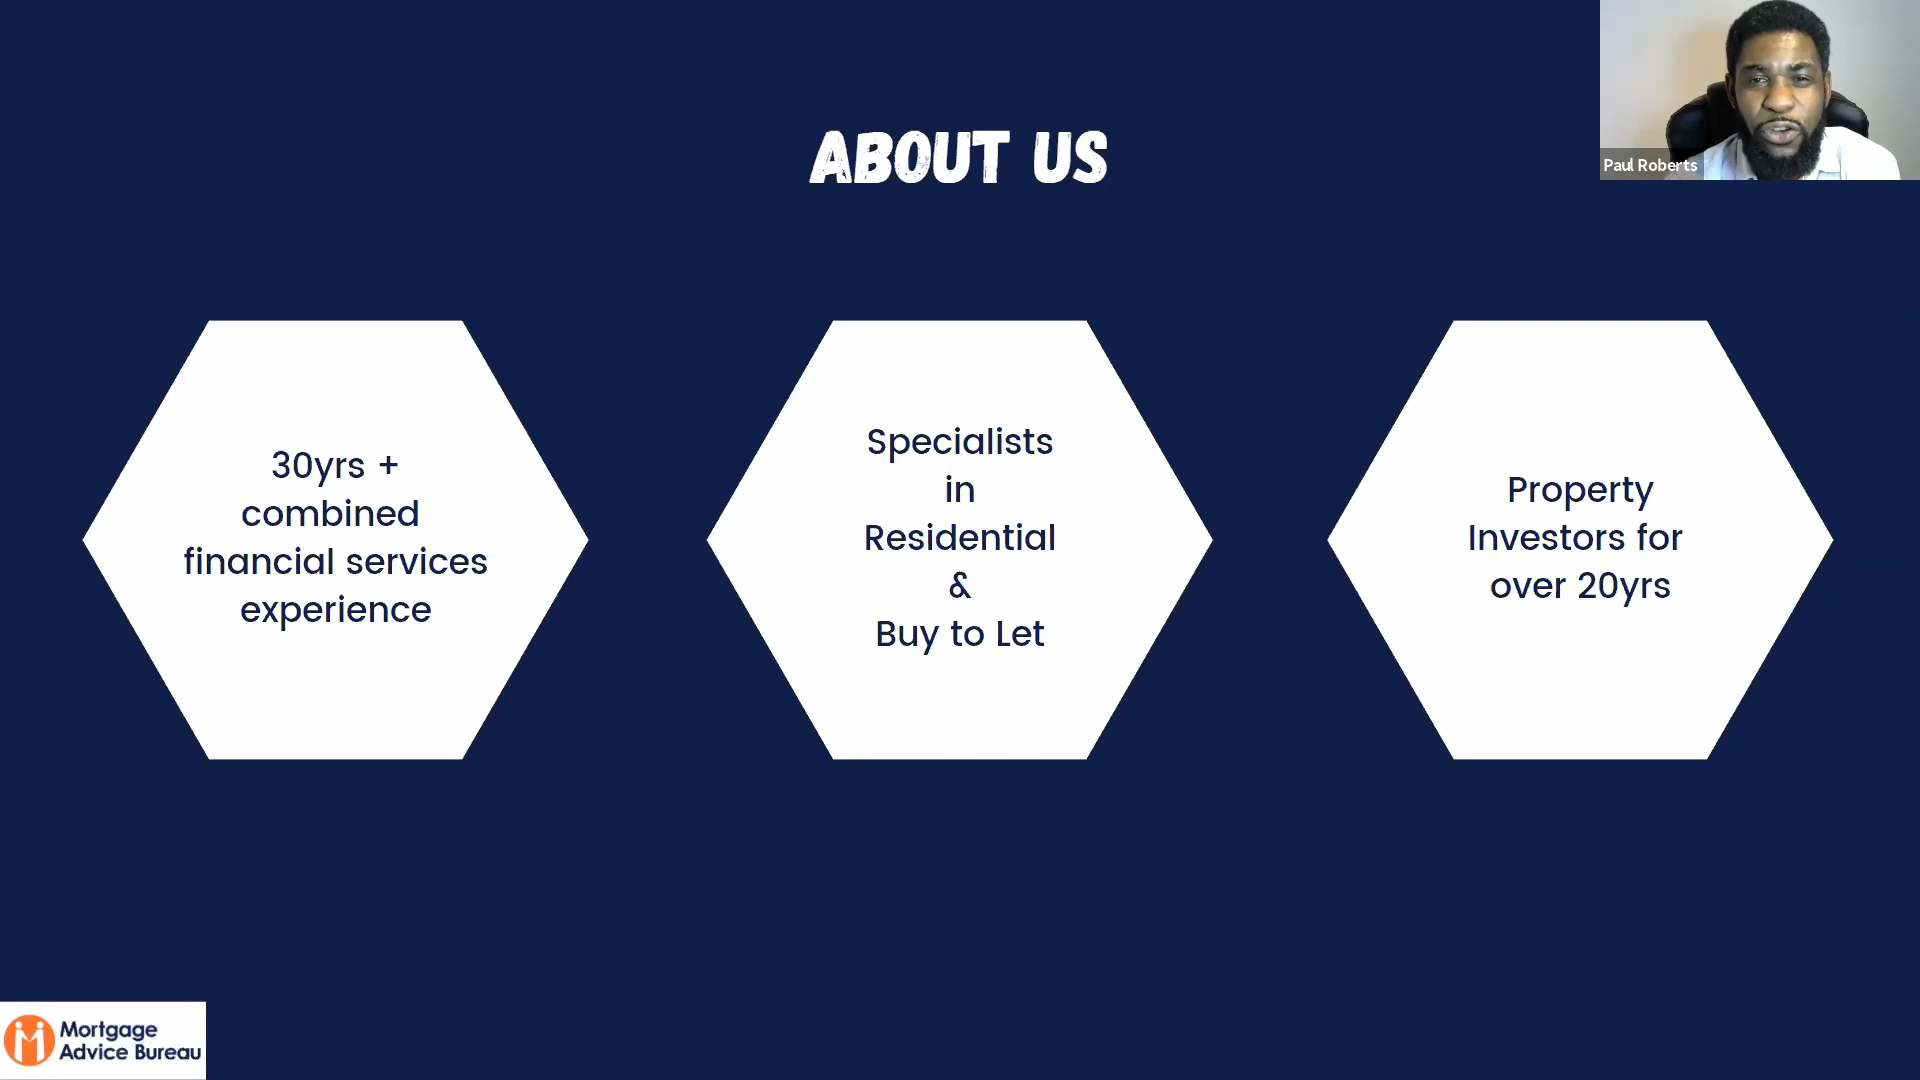 Paul Roberts
ABOUT US
30yrs +
combined
financial services
experience
Specialists
in
Residential
&
Buy to Let
Property
Investors for
over 20yrs
Mortgage
Advice Bureau